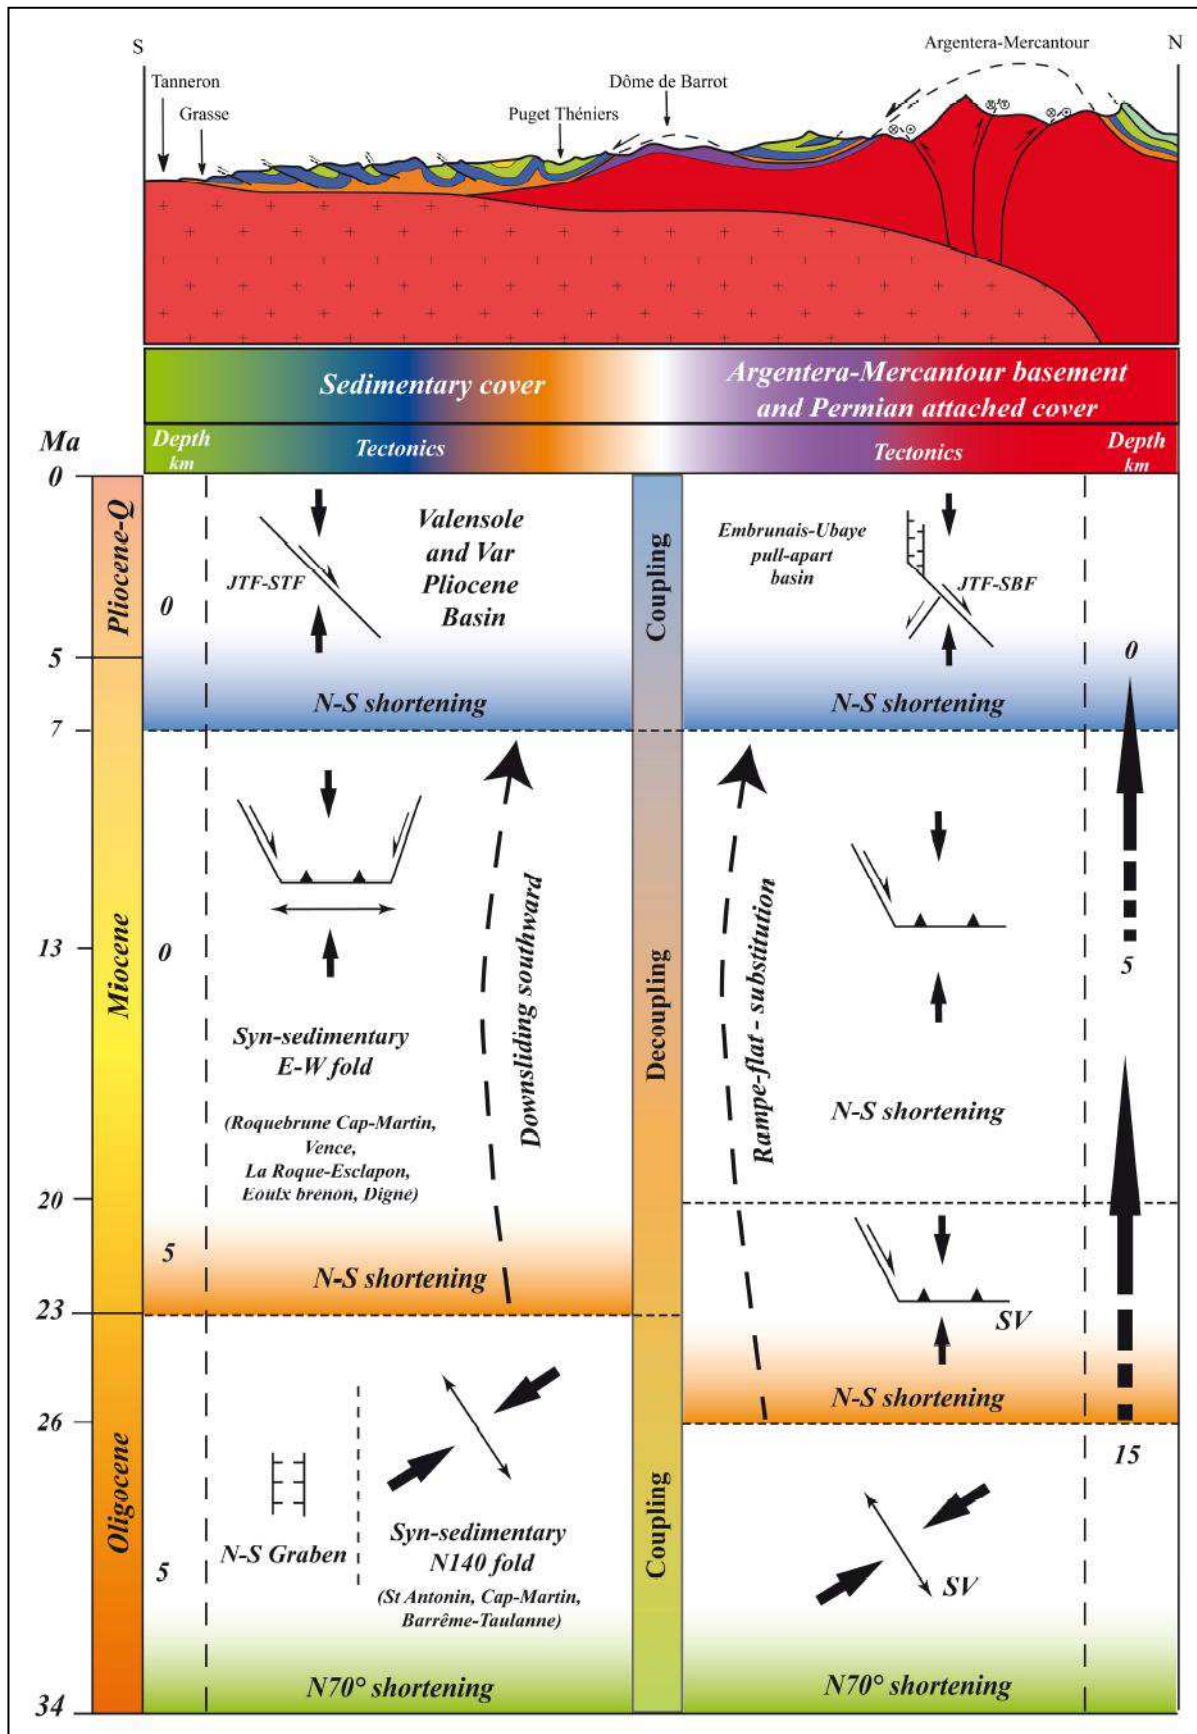 S
N
Argentera-Mercantour
Tanneron
Grasse
Puget Théniers
Dôme de Barrot
Sedimentary cover
Argentera-Mercantour basement
and Permian attached cover
Ma
Depth
km
Tectonics
Tectonics
Depth
km
0
5
7
13
20
23
26
34
Pliocene-Q
Miocene
Oligocene
0
JTF-STF
Valensole
and Var
Pliocene
Basin
N-S shortening
0
Syn-sedimentary
E-W fold
(Roquebrune Cap-Martin,
Vence,
La Roque-Esclapon,
Eoulx brenon, Digne)
Downsliding southward
5
N-S shortening
N-S Graben
5
Syn-sedimentary
N140 fold
(St Antonin, Cap-Martin,
Barrême-Taulanne)
N70° shortening
Coupling
Decoupling
Coupling
Embrunais-Ubaye
pull-apart
basin
JTF-SBF
0
N-S shortening
Rampe-flat - substitution
5
N-S shortening
SV
N-S shortening
15
SV
N70° shortening